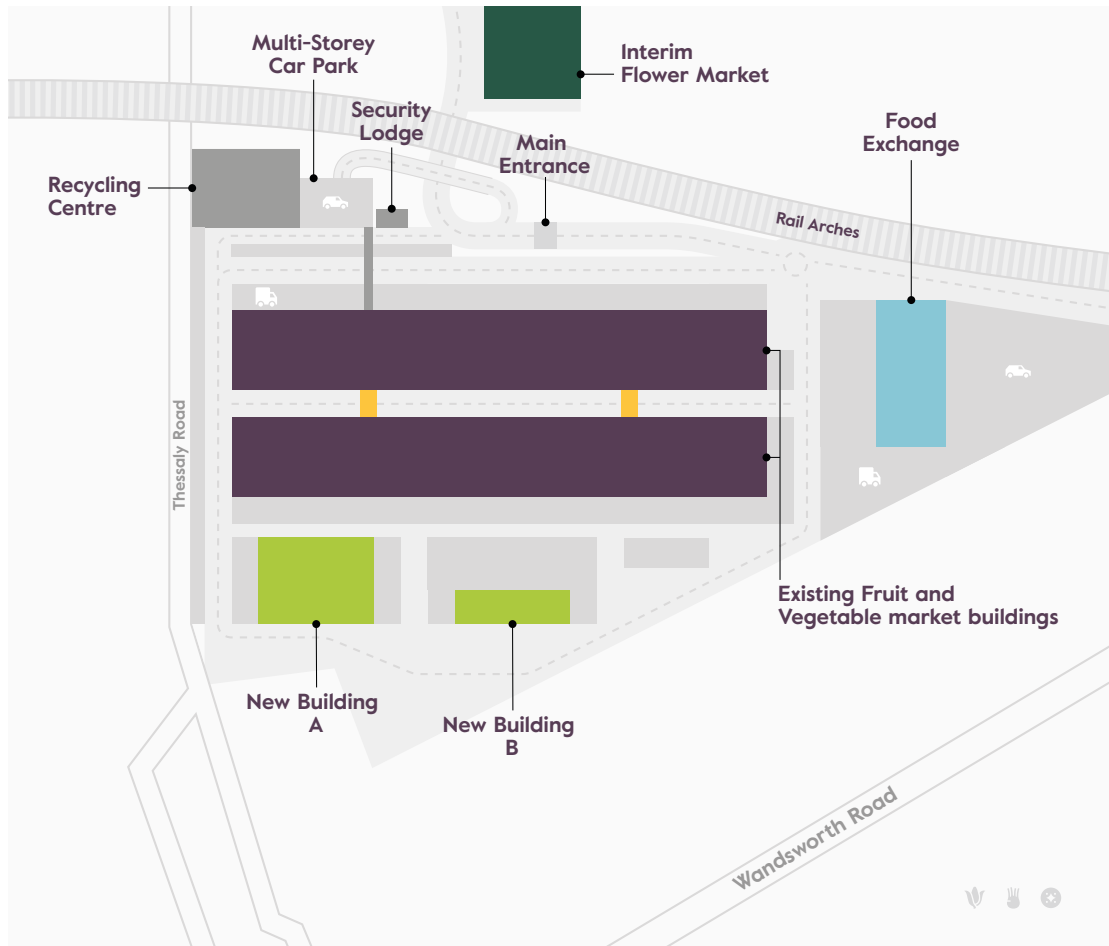 Multi-Storey
Car Park
Interim
Flower Market
Security
Lodge
Main
Entrance
Food
Exchange
Recycling
Centre
Rail Arches
Thessaly Road
Existing Fruit and
Vegetable market buildings
New Building
A
New Building
B
Wandsworth Road